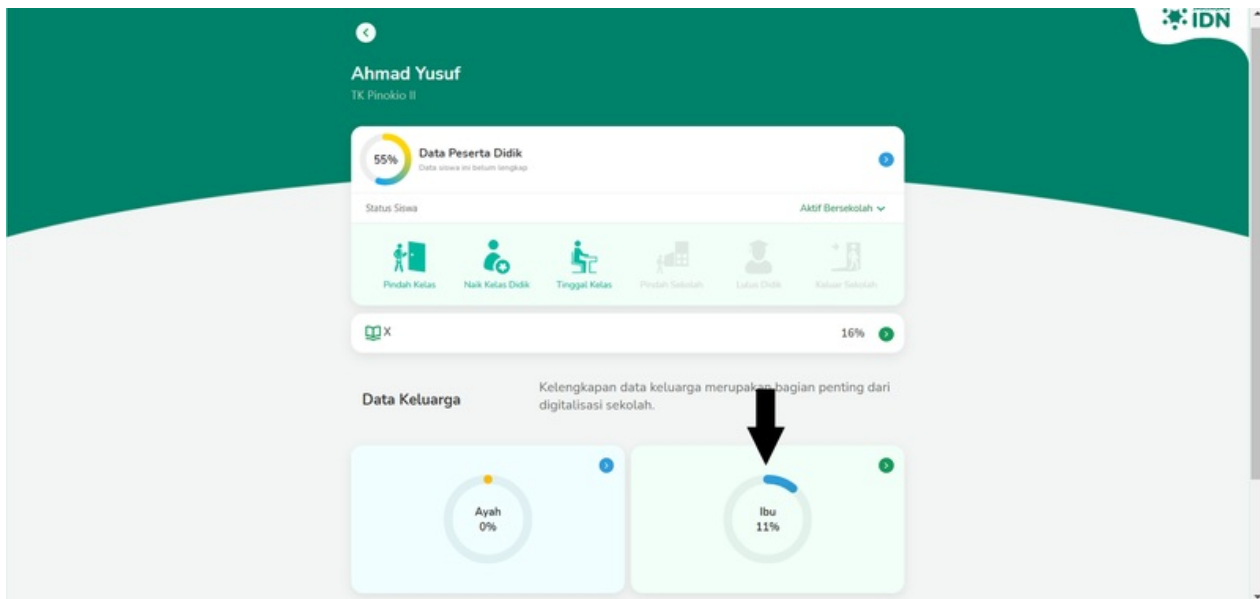 IDN
Ahmad Yusuf
TK Pinokio II
55%
Data Peserta Didik
Data siswa ini belum lengkap
Status Siswa
Aktif Bersekolah
Pindah Kelas
Naik Kelas Didik
Tinggal Kelas
Pindah Sekolah
Lulus Didik
Keluar Sekolah
X
16%
Data Keluarga
Kelengkapan data keluarga merupakan bagian penting dari
digitalisasi sekolah.
Ayah
0%
Ibu
11%